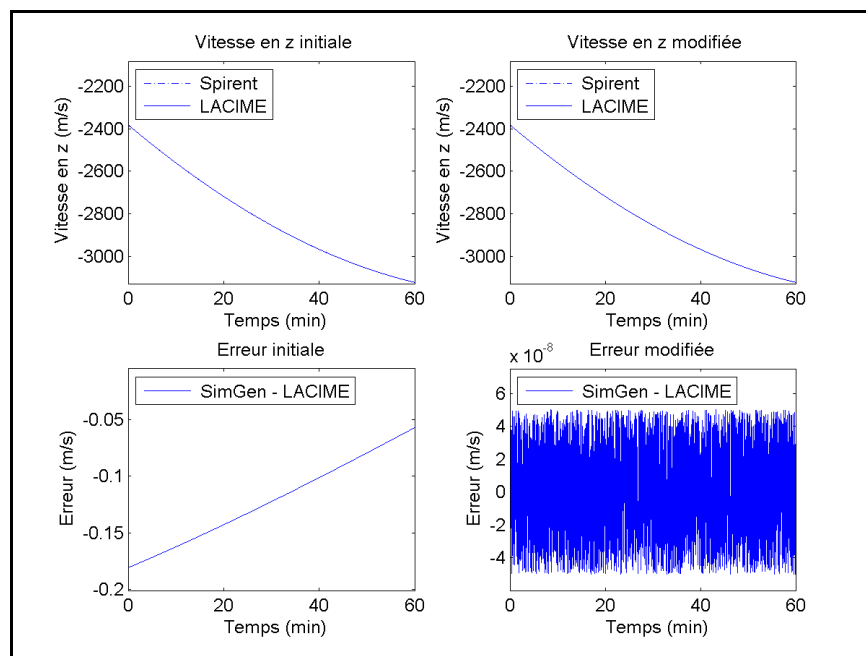 Vitesse en z initiale
Vitesse en z (m/s)
-2200
-2400
-2600
-2800
-3000
Spirent
LACIME
0
20
40
60
Temps (min)
Vitesse en z modifiée
Vitesse en z (m/s)
-2200
-2400
-2600
-2800
-3000
Spirent
LACIME
0
20
40
60
Temps (min)
Erreur initiale
Erreur (m/s)
-0.05
-0.1
-0.15
-0.2
SimGen - LACIME
0
20
40
60
Temps (min)
x 10^-8
Erreur modifiée
Erreur (m/s)
6
4
2
0
-2
-4
SimGen - LACIME
0
20
40
60
Temps (min)